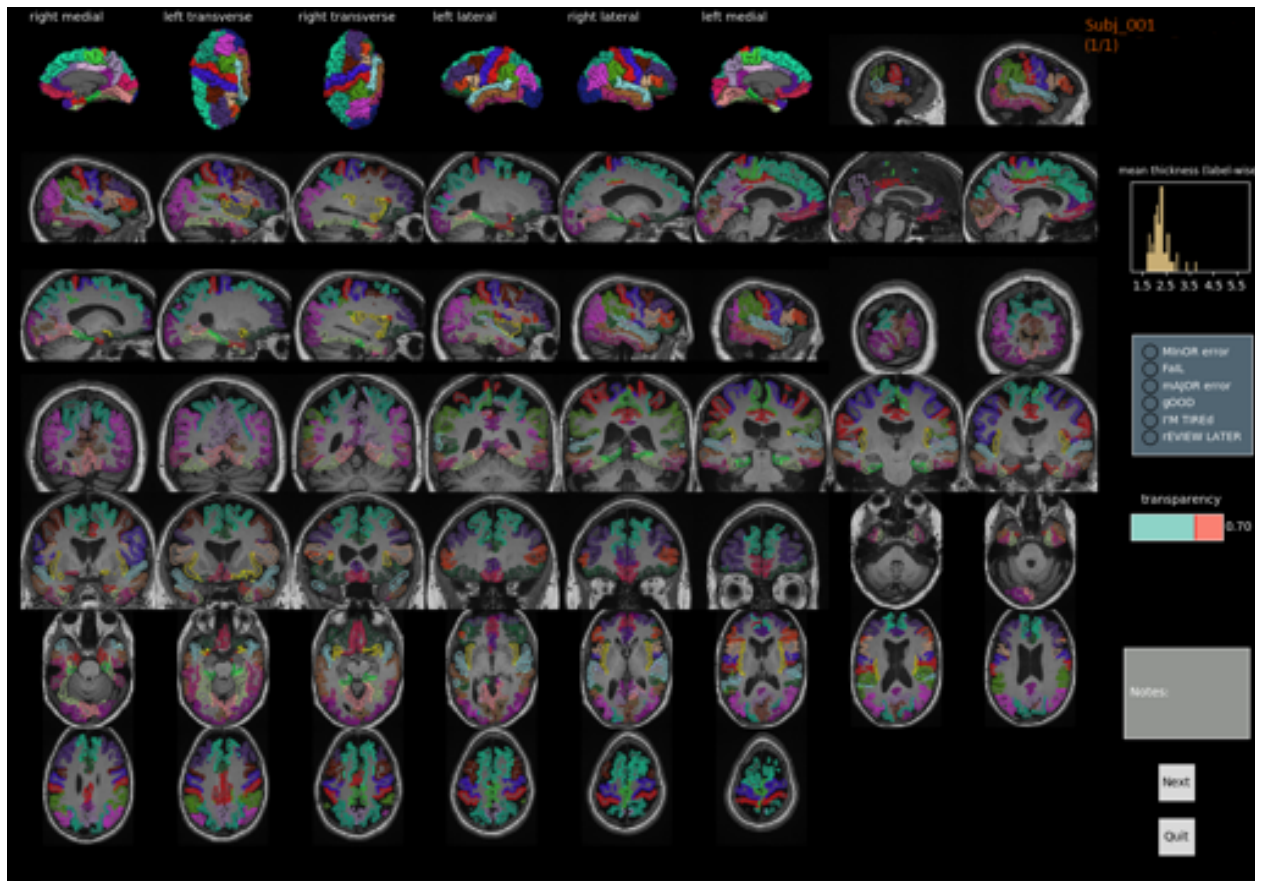 right medial
left transverse
right transverse
left lateral
right lateral
left medial
Subj_001
(1/1)
mean thickness (label-wise
1.5 2.5 3.5 4.5 5.5
MInOR error
FaiL
mAJOR error
gOOD
I'M TIREd
rEVIEW LATER
transparency
0.70
Notes:
Next
Quit